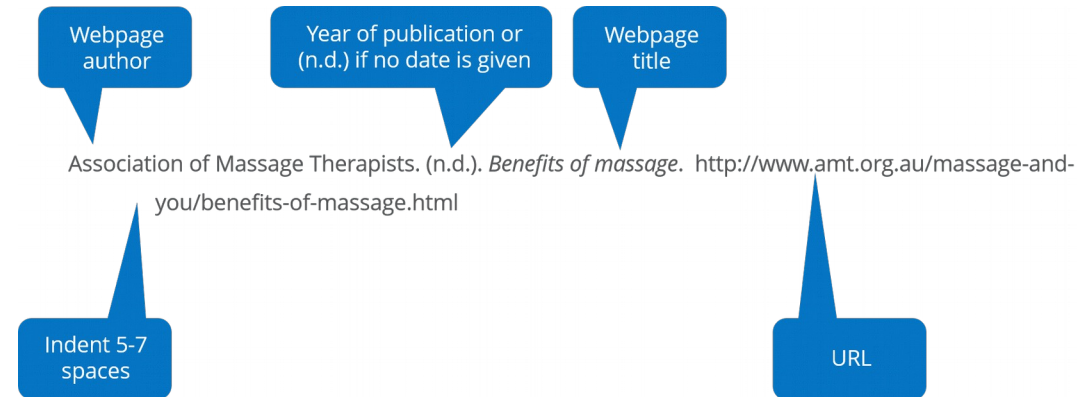 Webpage
author
Year of publication or
(n.d.) if no date is given
Webpage
title
Association of Massage Therapists. (n.d.). Benefits of massage. http://www.amt.org.au/massage-and-
you/benefits-of-massage.html
Indent 5-7
spaces
URL